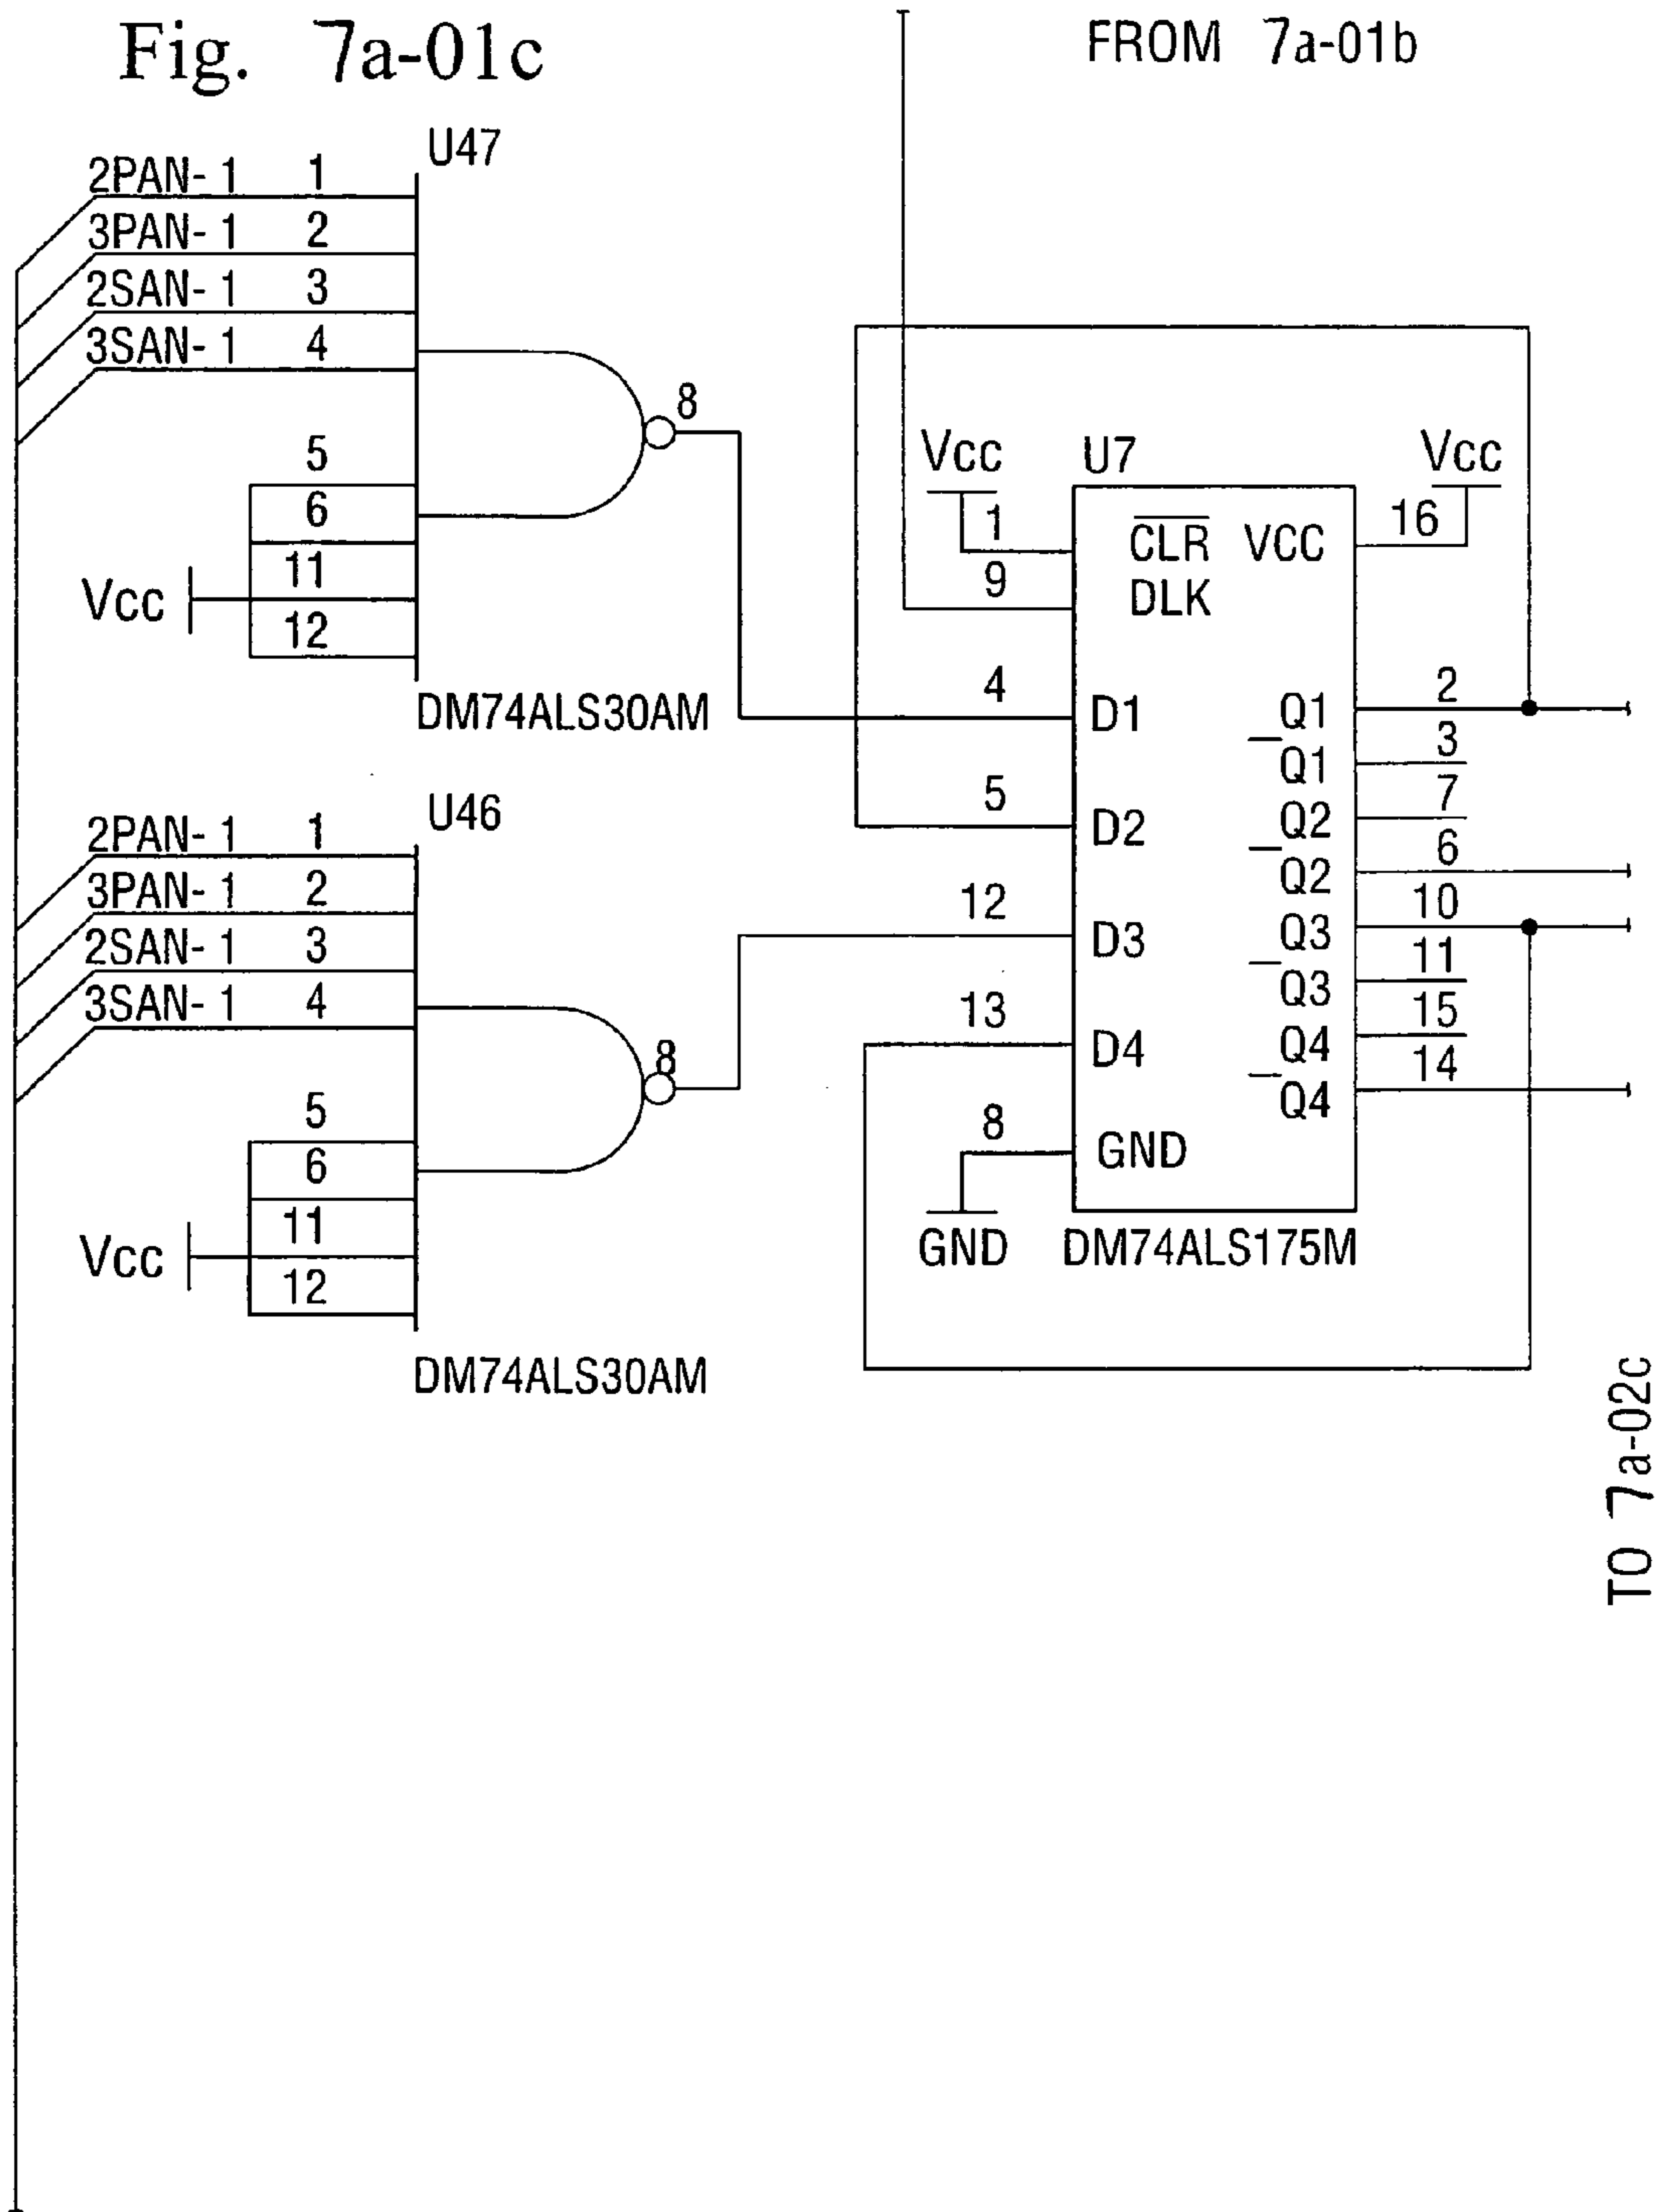 Fig. 7a-01c
FROM 7a-01b
U47
2PAN- 1 1
3PAN- 1 2
2SAN- 1 3
3SAN- 1 4
8
5
6
11
12
Vcc
DM74ALS30AM
U46
2PAN- 1 1
3PAN- 1 2
2SAN- 1 3
3SAN- 1 4
8
5
6
11
12
Vcc
DM74ALS30AM
Vcc
U7
Vcc
1
CLR VCC
16
9
DLK
4 D1
Q1 2
Q1 3
5 D2
Q2 7
Q2 6
12 D3
Q3 10
Q3 11
13 D4
Q4 15
Q4 14
8 GND
GND
DM74ALS175M
TO 7a-02c